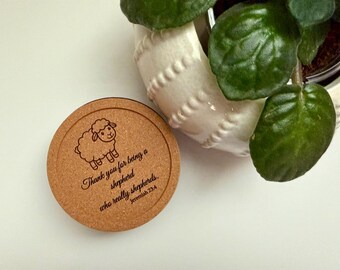 Thank you for being a
shepherd
who really shepherds.
Jeremiah 23:4